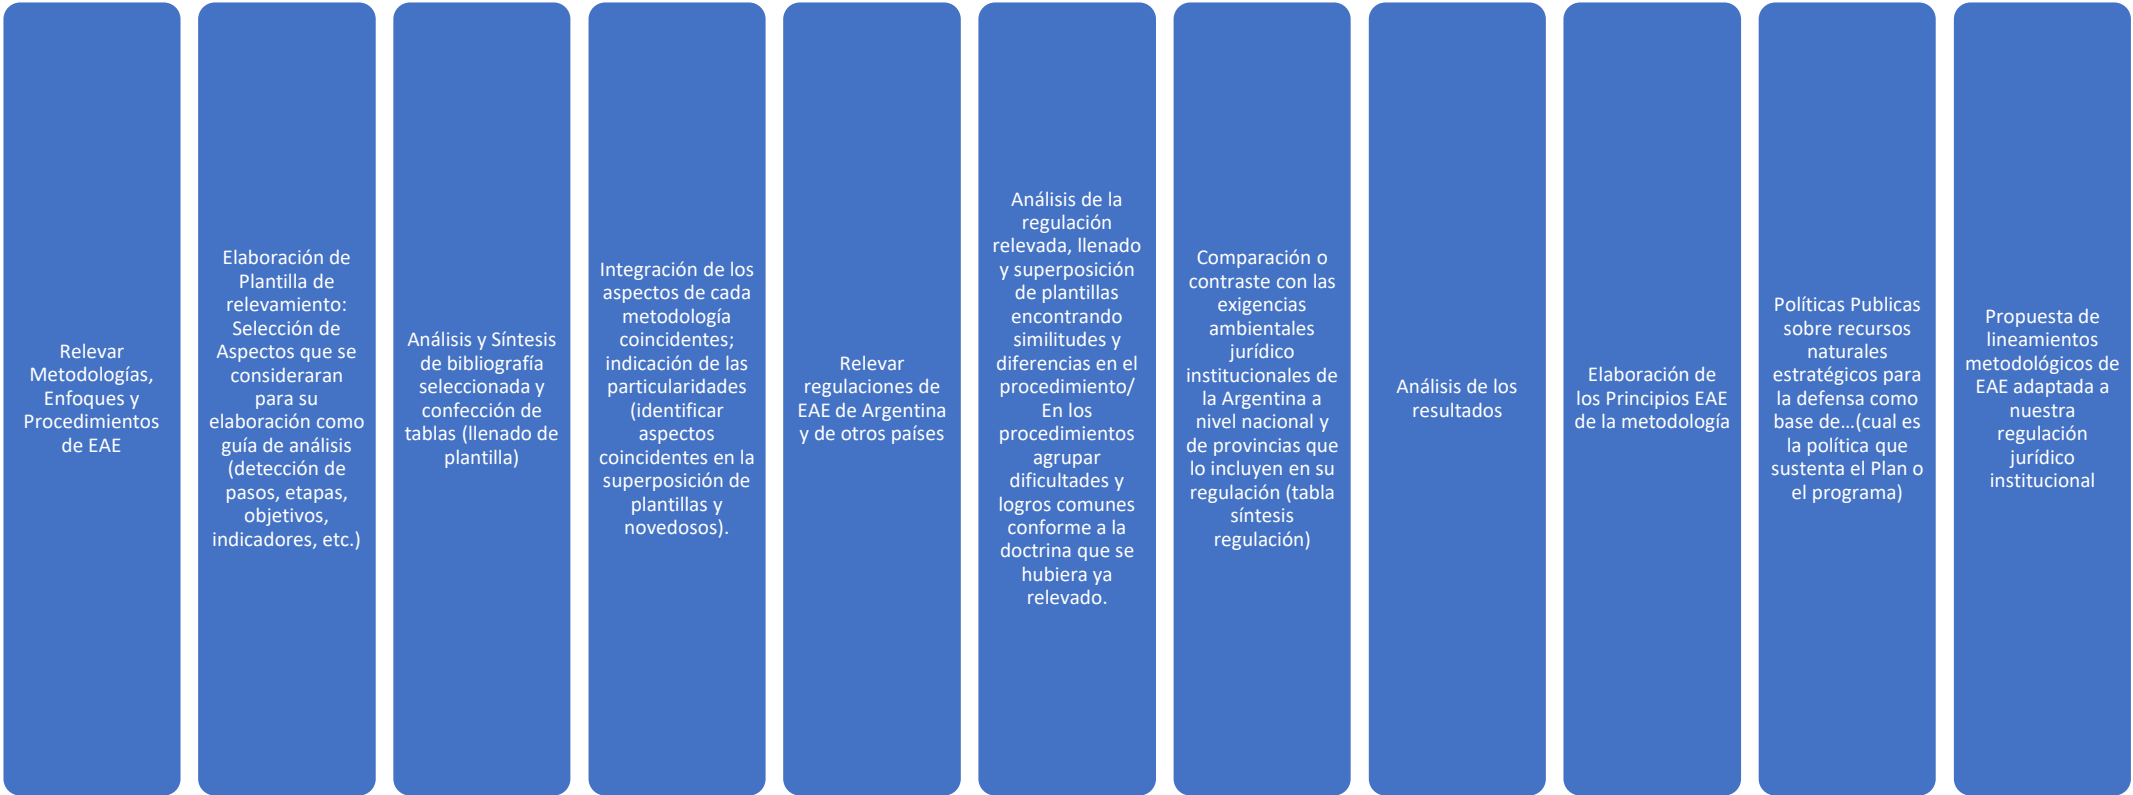 Relevar
Metodologías,
Enfoques y
Procedimientos
de EAE
Elaboración de
Plantilla de
relevamiento:
Selección de
Aspectos que se
consideraran
para su
elaboración como
guía de análisis
(detección de
pasos, etapas,
objetivos,
indicadores, etc.)
Análisis y Síntesis
de bibliografía
seleccionada y
confección de
tablas (llenado de
plantilla)
Integración de los
aspectos de cada
metodología
coincidentes;
indicación de las
particularidades
(identificar
aspectos
coincidentes en la
superposición de
plantillas y
novedosos).
Relevar
regulaciones de
EAE de Argentina
y de otros países
Análisis de la
regulación
relevada, llenado
y superposición
de plantillas
encontrando
similitudes y
diferencias en el
procedimiento/
En los
procedimientos
agrupar
dificultades y
logros comunes
conforme a la
doctrina que se
hubiera ya
relevado.
Comparación o
contraste con las
exigencias
ambientales
jurídico
institucionales de
la Argentina a
nivel nacional y
de provincias que
lo incluyen en su
regulación (tabla
síntesis
regulación)
Análisis de los
resultados
Elaboración de
los Principios EAE
de la metodología
Políticas Publicas
sobre recursos
naturales
estratégicos para
la defensa como
base de...(cual es
la política que
sustenta el Plan o
el programa)
Propuesta de
lineamientos
metodológicos de
EAE adaptada a
nuestra
regulación
jurídico
institucional